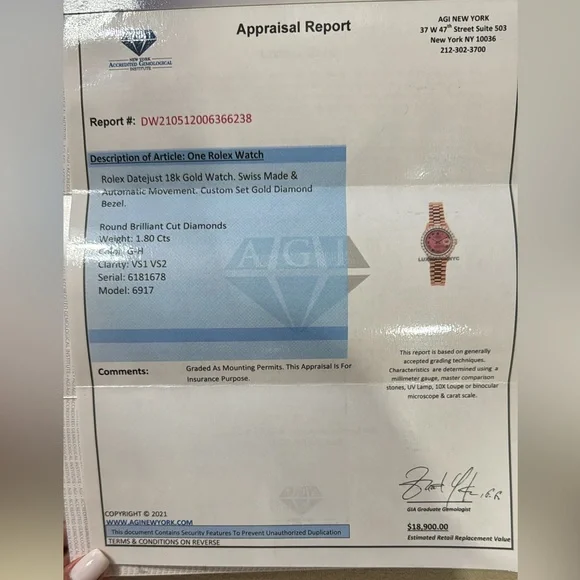 AGI
NEW YORK
ACCREDITED GEMOLOGICAL
INSTITUTE
Appraisal Report
AGI NEW YORK
37 W 47th Street Suite 503
New York NY 10036
212-302-3700
Report #: DW210512006366238
Description of Article: One Rolex Watch
Rolex Datejust 18k Gold Watch. Swiss Made &
Automatic Movement. Custom Set Gold Diamond
Bezel.
Round Brilliant Cut Diamonds
Weight: 1.80 Cts
Color: G-H
Clarity: VS1 VS2
Serial: 6181678
Model: 6917
AGI
Comments:
Graded As Mounting Permits. This Appraisal Is For
Insurance Purpose.
This report is based on generally
accepted grading techniques.
Characteristics are determined using a
millimeter gauge, master comparison
stones, UV Lamp, 10X Loupe or binocular
microscope & carat scale.
GIA Graduate Gemologist
$18,900.00
Estimated Retail Replacement Value
COPYRIGHT © 2021
WWW.AGINEWYORK.COM
This document Contains Security Features To Prevent Unauthorized Duplication
TERMS & CONDITIONS ON REVERSE